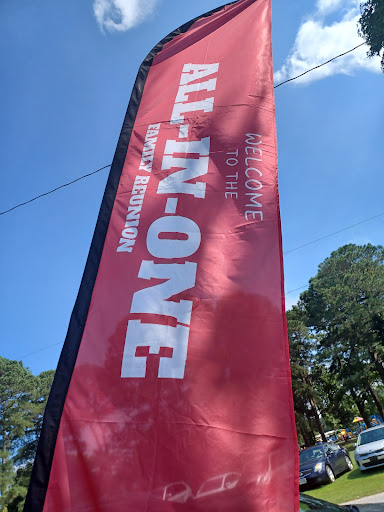 WELCOME
TO THE
ALL-IN-ONE
FAMILY REUNION